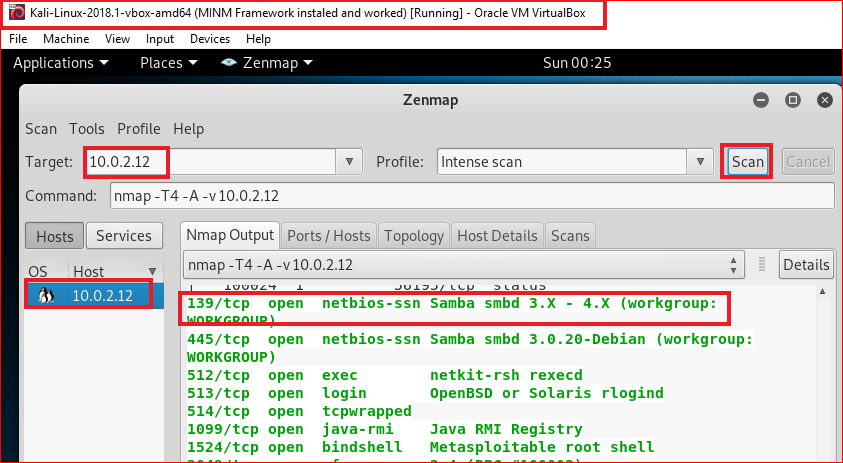 Kali-Linux-2018.1-vbox-amd64 (MINM Framework instaled and worked) [Running] - Oracle VM VirtualBox
File Machine View Input Devices Help
Applications Places Zenmap Sun 00:25
Zenmap
Scan Tools Profile Help
Target: 10.0.2.12 Profile: Intense scan Scan Cancel
Command: nmap -T4 -A -v 10.0.2.12
Hosts Services Nmap Output Ports / Hosts Topology Host Details Scans
OS Host nmap -T4 -A -v 10.0.2.12 Details
10.0.2.12
| 100024 1 /tcp status
139/tcp open netbios-ssn Samba smbd 3.X - 4.X (workgroup:
WORKGROUP)
445/tcp open netbios-ssn Samba smbd 3.0.20-Debian (workgroup:
WORKGROUP)
512/tcp open exec netkit-rsh rexecd
513/tcp open login OpenBSD or Solaris rlogind
514/tcp open tcpwrapped
1099/tcp open java-rmi Java RMI Registry
1524/tcp open bindshell Metasploitable root shell